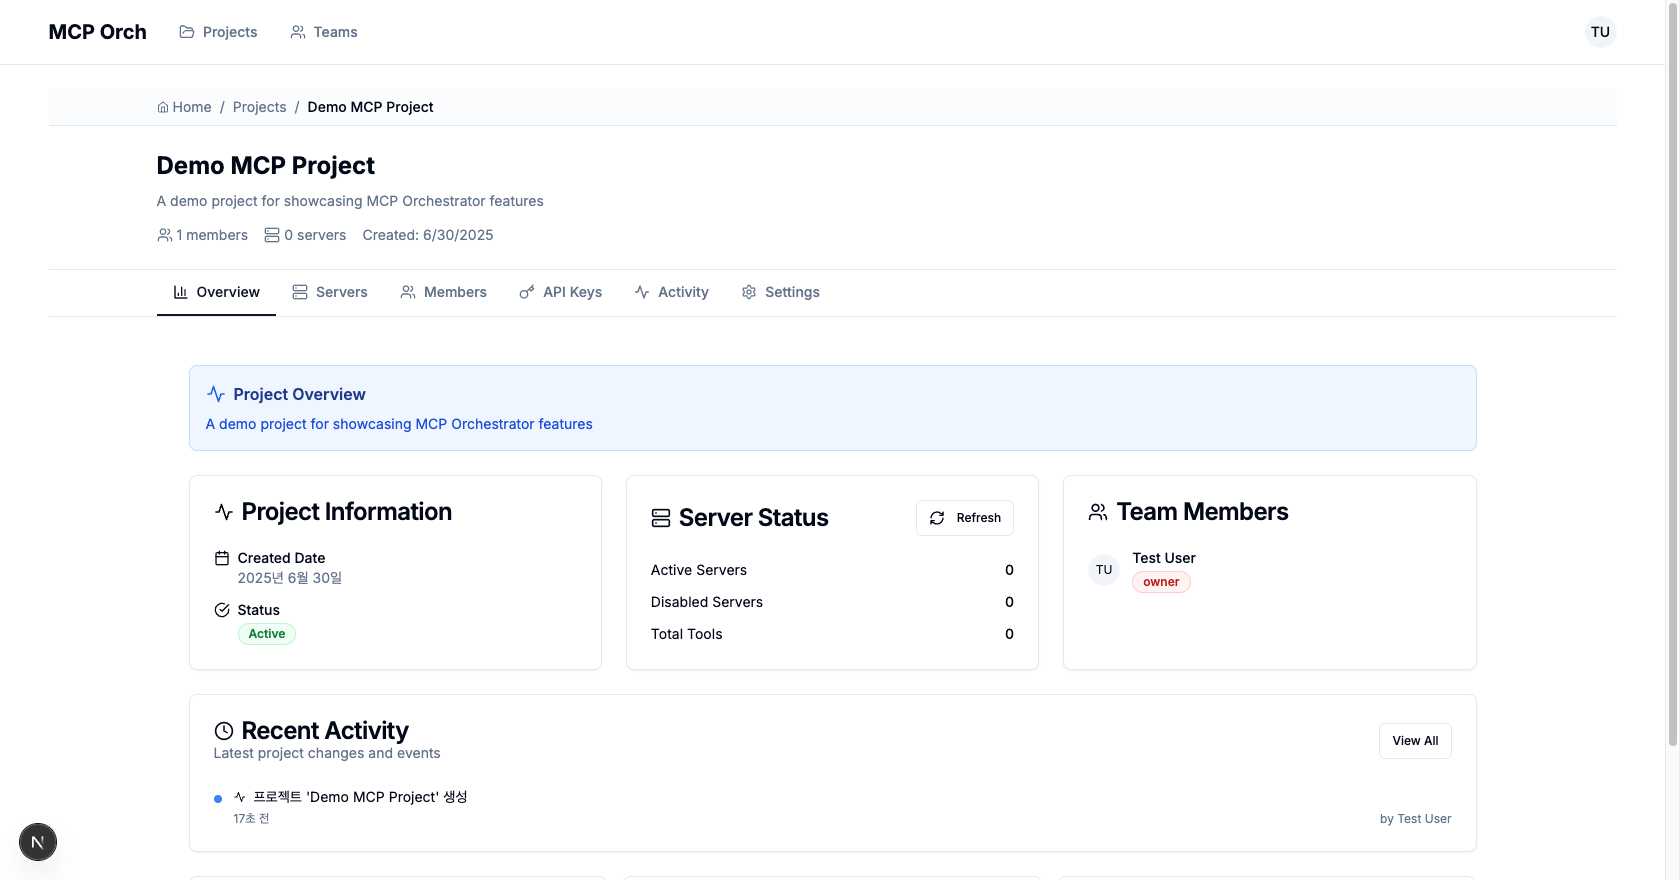 MCP Orch Projects Teams TU
Home / Projects / Demo MCP Project
Demo MCP Project
A demo project for showcasing MCP Orchestrator features
1 members 0 servers Created: 6/30/2025
Overview Servers Members API Keys Activity Settings
Project Overview
A demo project for showcasing MCP Orchestrator features
Project Information
Created Date
2025년 6월 30일
Status
Active
Server Status Refresh
Active Servers 0
Disabled Servers 0
Total Tools 0
Team Members
TU Test User
owner
Recent Activity
Latest project changes and events
View All
프로젝트 'Demo MCP Project' 생성
17초 전 by Test User
N